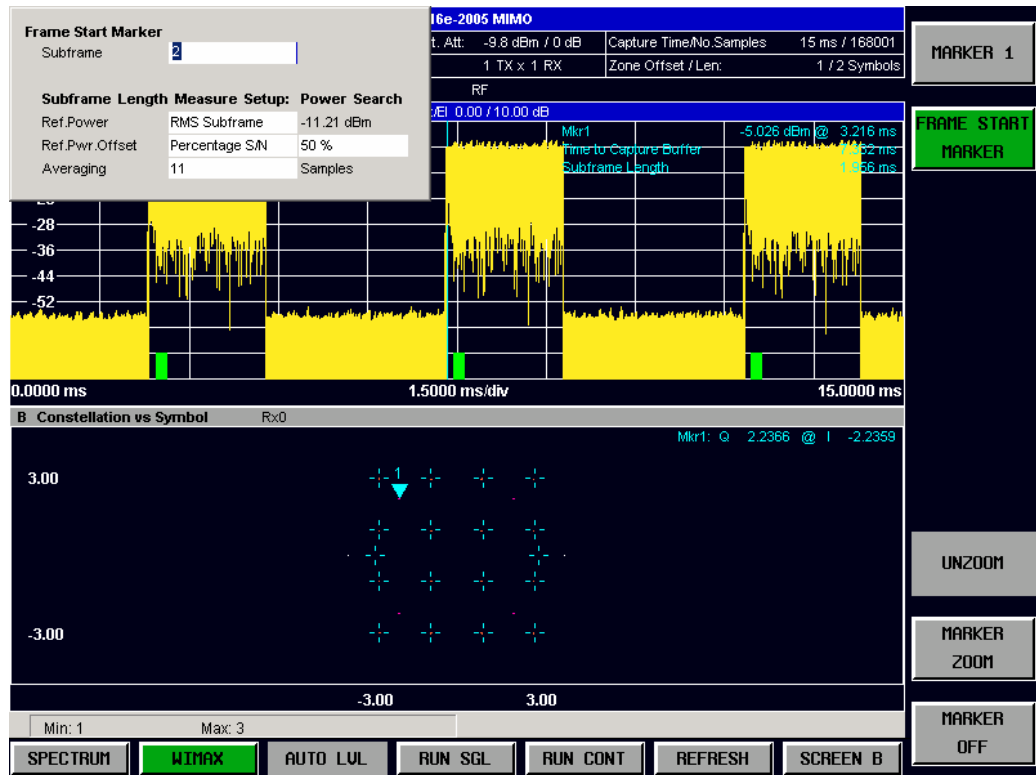 Frame Start Marker
Subframe 2
Subframe Length Measure Setup: Power Search
Ref.Power RMS Subframe -11.21 dBm
Ref.Pwr.Offset Percentage S/N 50 %
Averaging 11 Samples
16e-2005 MIMO
t. Att: -9.8 dBm / 0 dB Capture Time/No.Samples 15 ms / 168001
1 TX x 1 RX Zone Offset / Len: 1 / 2 Symbols
RF
/El 0.00 / 10.00 dB
Mkr1 -5.026 dBm @ 3.216 ms
Time to Capture Buffer ms
Subframe Length 1.956 ms
-28
-36
-44
-52
0.0000 ms 1.5000 ms/div 15.0000 ms
B Constellation vs Symbol Rx0
Mkr1: Q 2.2366 @ I -2.2359
3.00
1
-3.00
-3.00 3.00
Min: 1 Max: 3
SPECTRUM WIMAX AUTO LVL RUN SGL RUN CONT REFRESH SCREEN B
MARKER 1
FRAME START
MARKER
UNZOOM
MARKER
ZOOM
MARKER
OFF